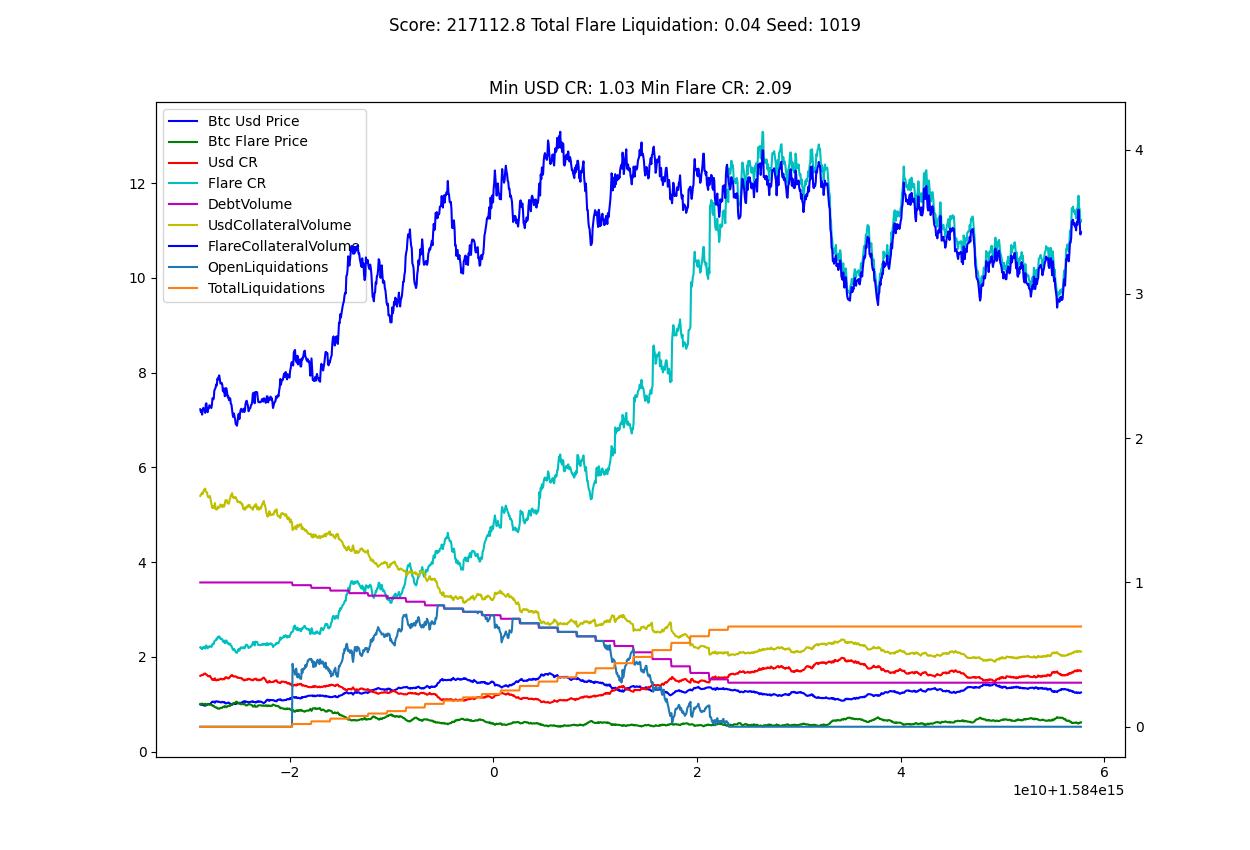 Score: 217112.8 Total Flare Liquidation: 0.04 Seed: 1019
Min USD CR: 1.03 Min Flare CR: 2.09
Btc Usd Price
Btc Flare Price
Usd CR
Flare CR
DebtVolume
UsdCollateralVolume
FlareCollateralVolume
OpenLiquidations
TotalLiquidations
12
10
8
6
4
2
0
4
3
2
1
0
−2
0
2
4
6
1e10+1.584e15